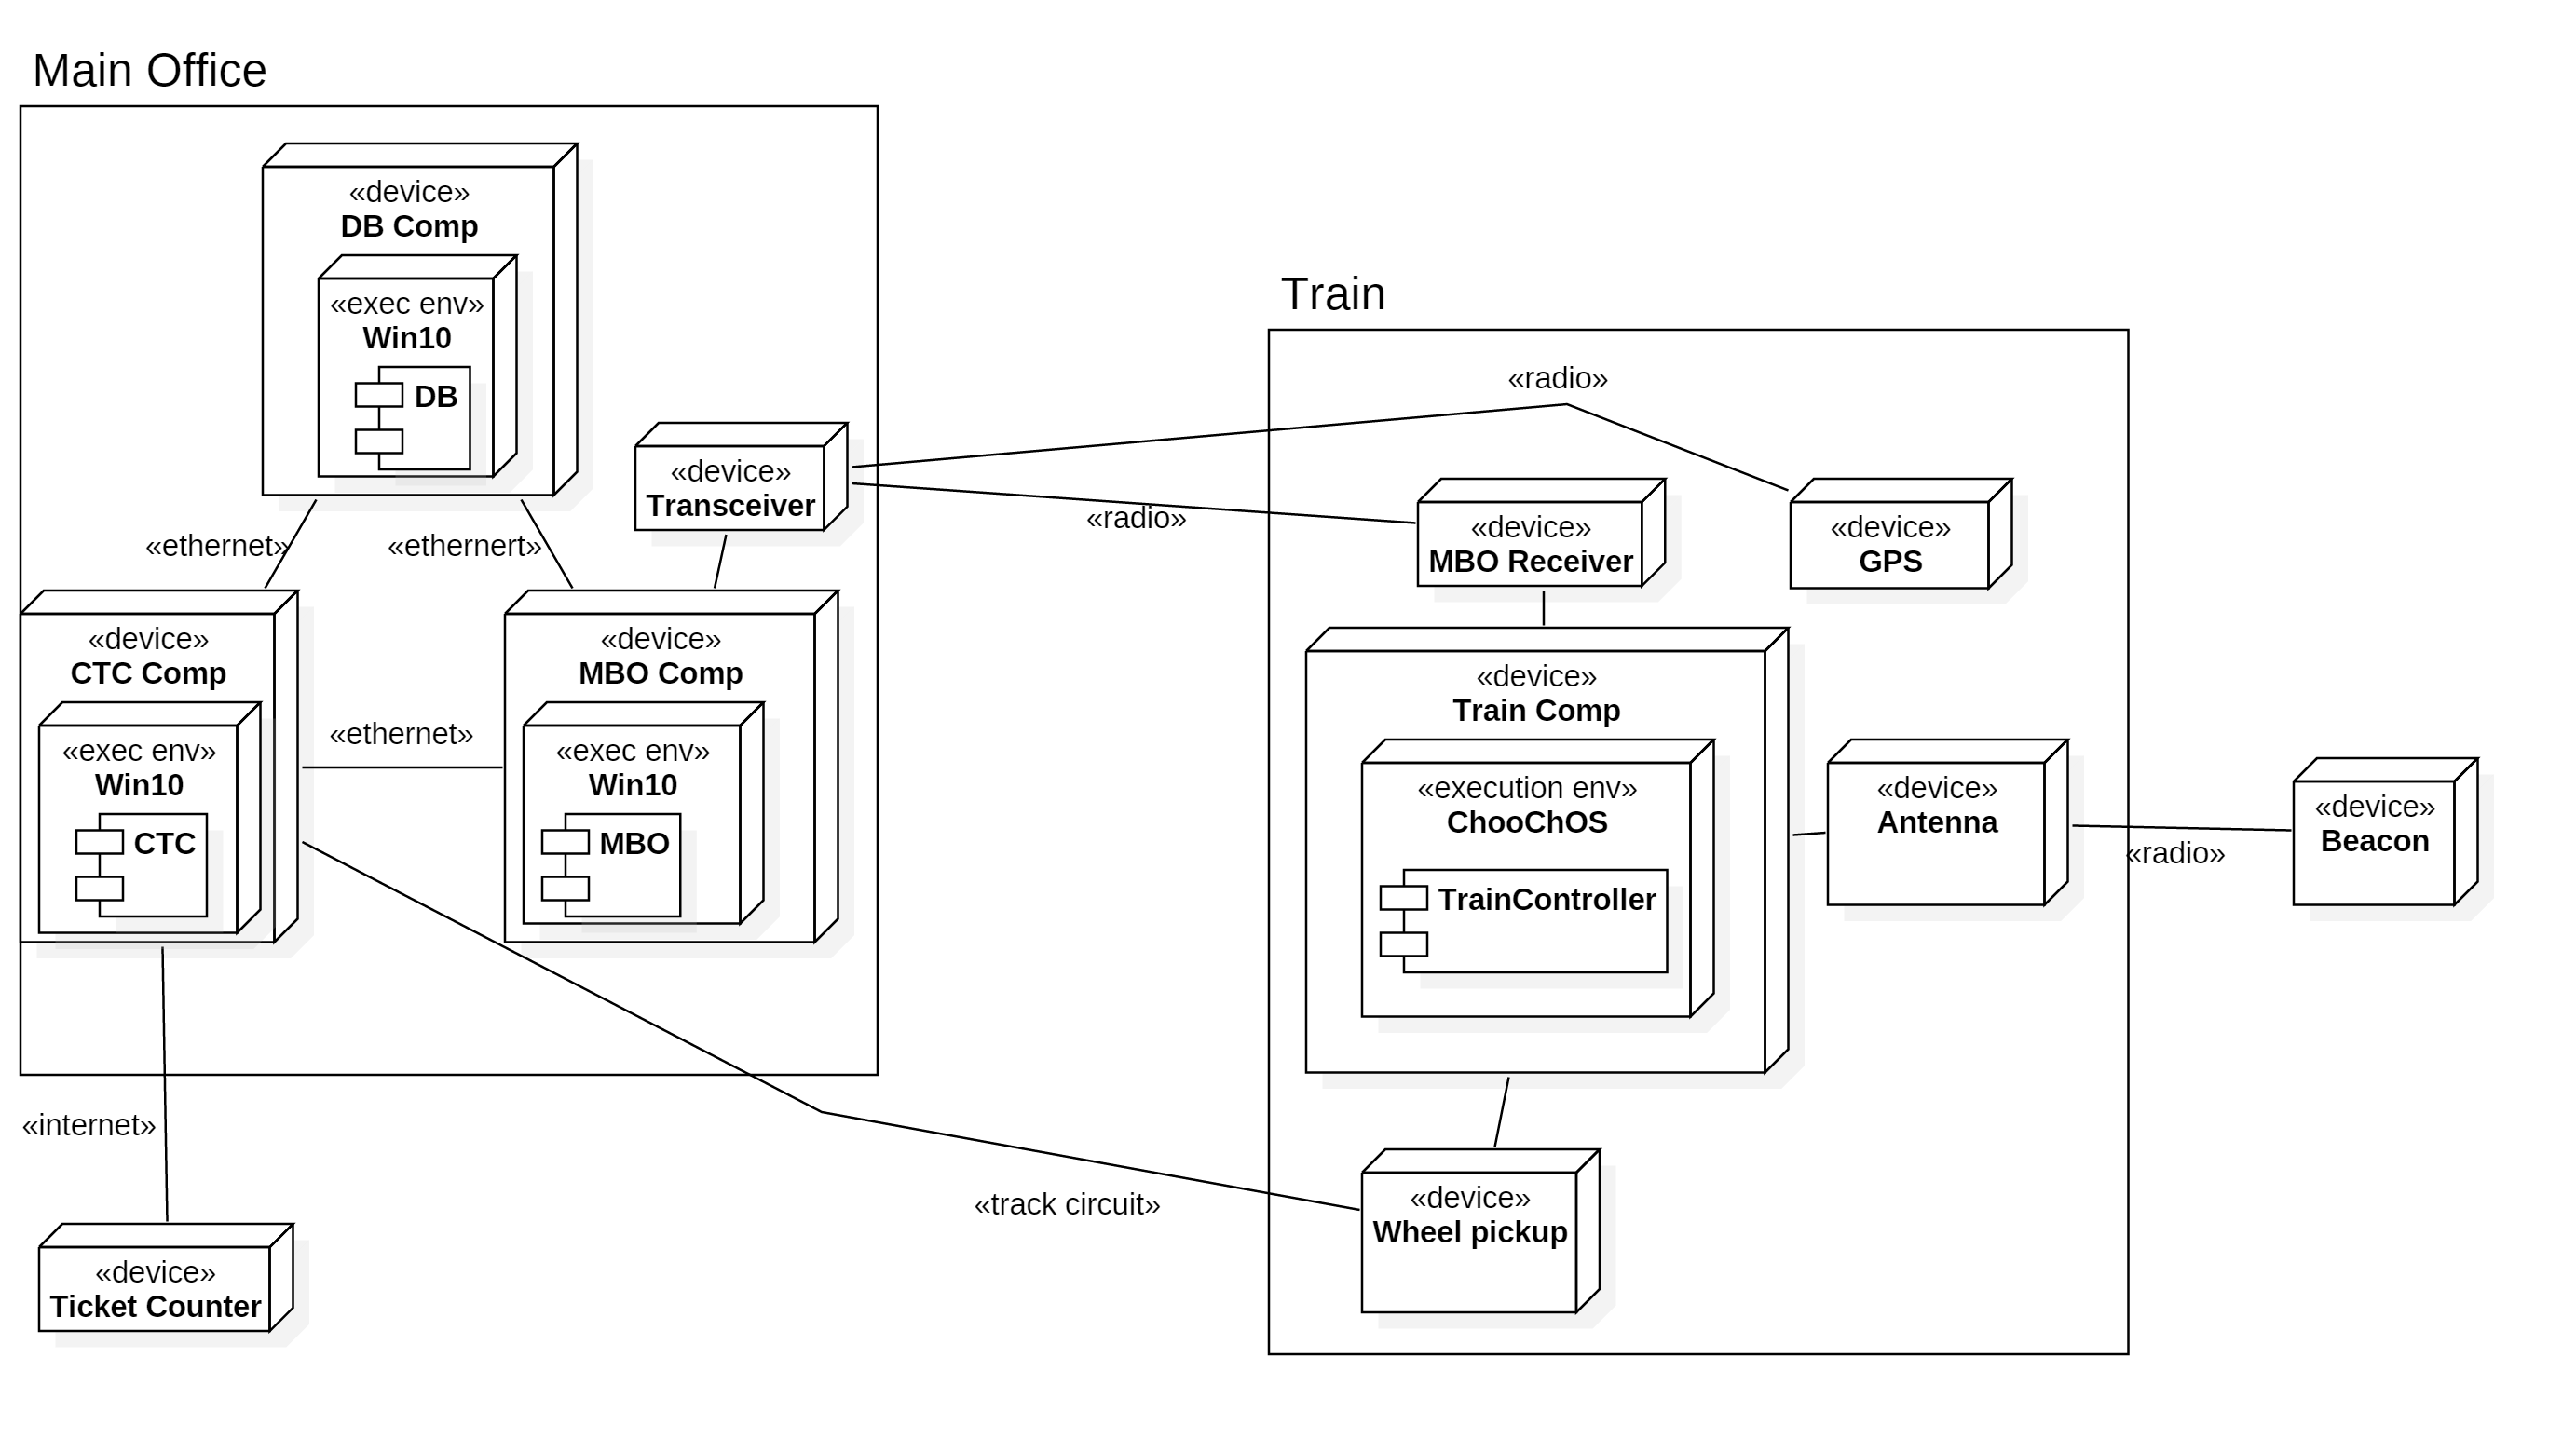 Main Office
«device»
DB Comp
«exec env»
Win10
DB
«device»
Transceiver
«ethernet»
«ethernert»
«device»
CTC Comp
«exec env»
Win10
CTC
«ethernet»
«device»
MBO Comp
«exec env»
Win10
MBO
«internet»
«device»
Ticket Counter
«radio»
«track circuit»
Train
«radio»
«device»
MBO Receiver
«device»
GPS
«device»
Train Comp
«execution env»
ChooChOS
TrainController
«device»
Antenna
«radio»
«device»
Beacon
«device»
Wheel pickup